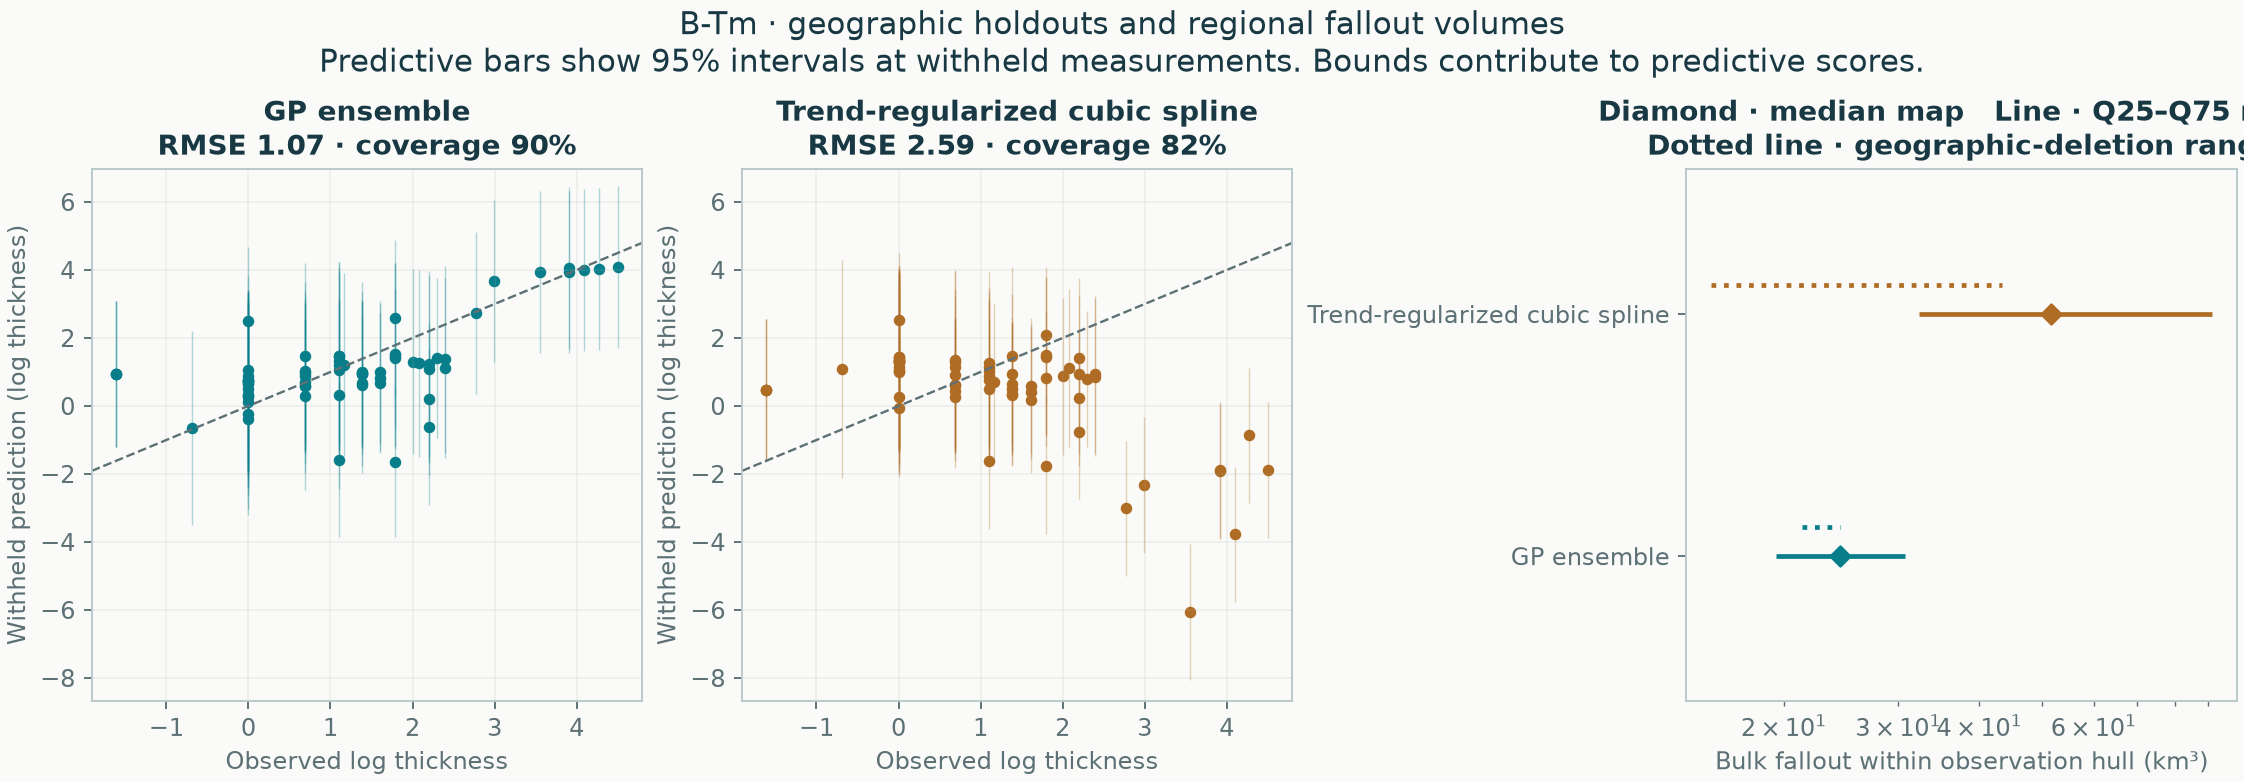 B-Tm · geographic holdouts and regional fallout volumes
Predictive bars show 95% intervals at withheld measurements. Bounds contribute to predictive scores.
GP ensemble
RMSE 1.07 · coverage 90%
Withheld prediction (log thickness)
6
4
2
0
−2
−4
−6
−8
−1 0 1 2 3 4
Observed log thickness
Trend-regularized cubic spline
RMSE 2.59 · coverage 82%
Withheld prediction (log thickness)
6
4
2
0
−2
−4
−6
−8
−1 0 1 2 3 4
Observed log thickness
Diamond · median map Line · Q25–Q75
Dotted line · geographic-deletion
Trend-regularized cubic spline
GP ensemble
2 × 10¹ 3 × 10¹ 4 × 10¹ 6 × 10¹
Bulk fallout within observation hull (km³)